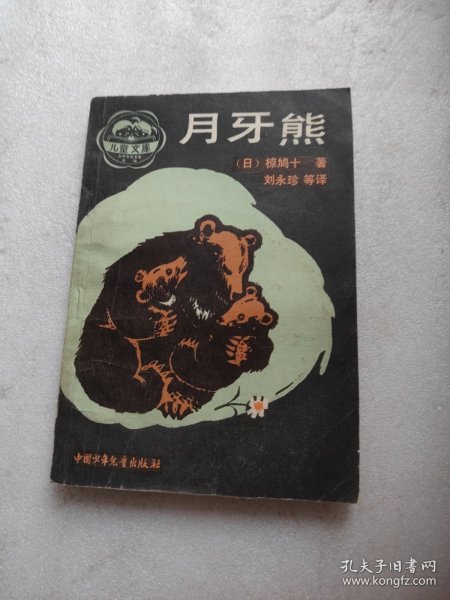 儿童文库
月牙熊
（日）椋鸠十 著
刘永珍 等译
中国少年儿童出版社
孔夫子旧书网
www.kongfz.com